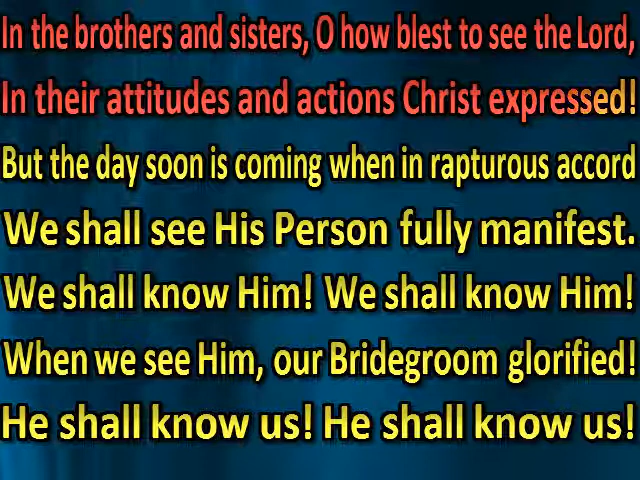 In the brothers and sisters, O how blest to see the Lord,
In their attitudes and actions Christ expressed!
But the day soon is coming when in rapturous accord
We shall see His Person fully manifest.
We shall know Him! We shall know Him!
When we see Him, our Bridegroom glorified!
He shall know us! He shall know us!